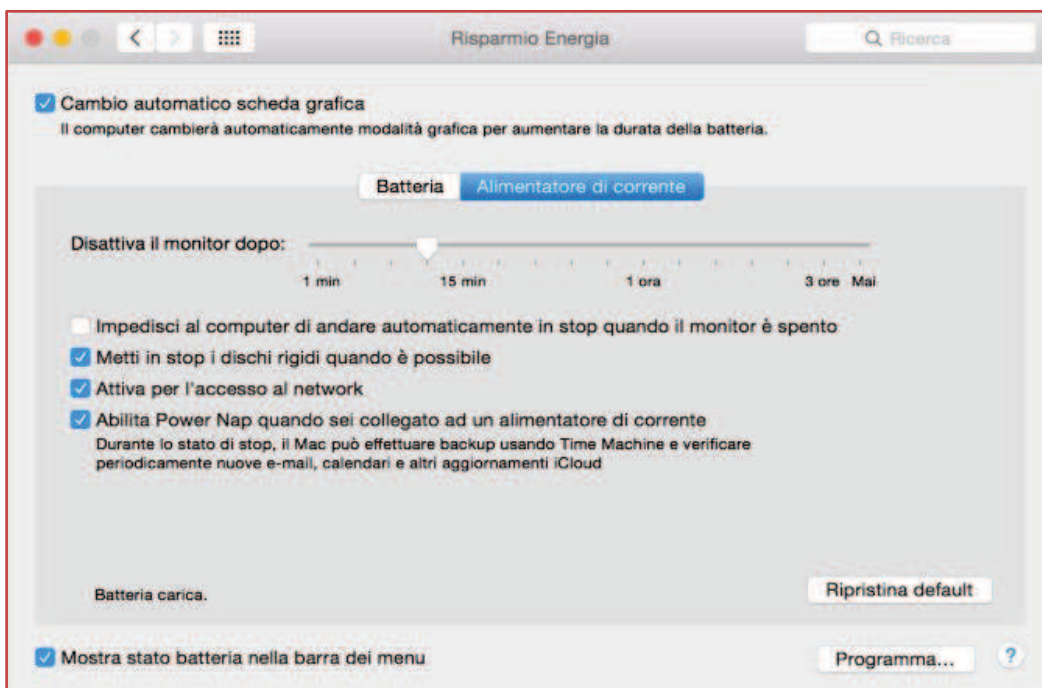 Risparmio Energia
Ricerca
Cambio automatico scheda grafica
Il computer cambierà automaticamente modalità grafica per aumentare la durata della batteria.
Batteria Alimentatore di corrente
Disattiva il monitor dopo:
1 min 15 min 1 ora 3 ore Mai
Impedisci al computer di andare automaticamente in stop quando il monitor è spento
Metti in stop i dischi rigidi quando è possibile
Attiva per l'accesso al network
Abilita Power Nap quando sei collegato ad un alimentatore di corrente
Durante lo stato di stop, il Mac può effettuare backup usando Time Machine e verificare
periodicamente nuove e-mail, calendari e altri aggiornamenti iCloud
Batteria carica.
Ripristina default
Mostra stato batteria nella barra dei menu
Programma... ?